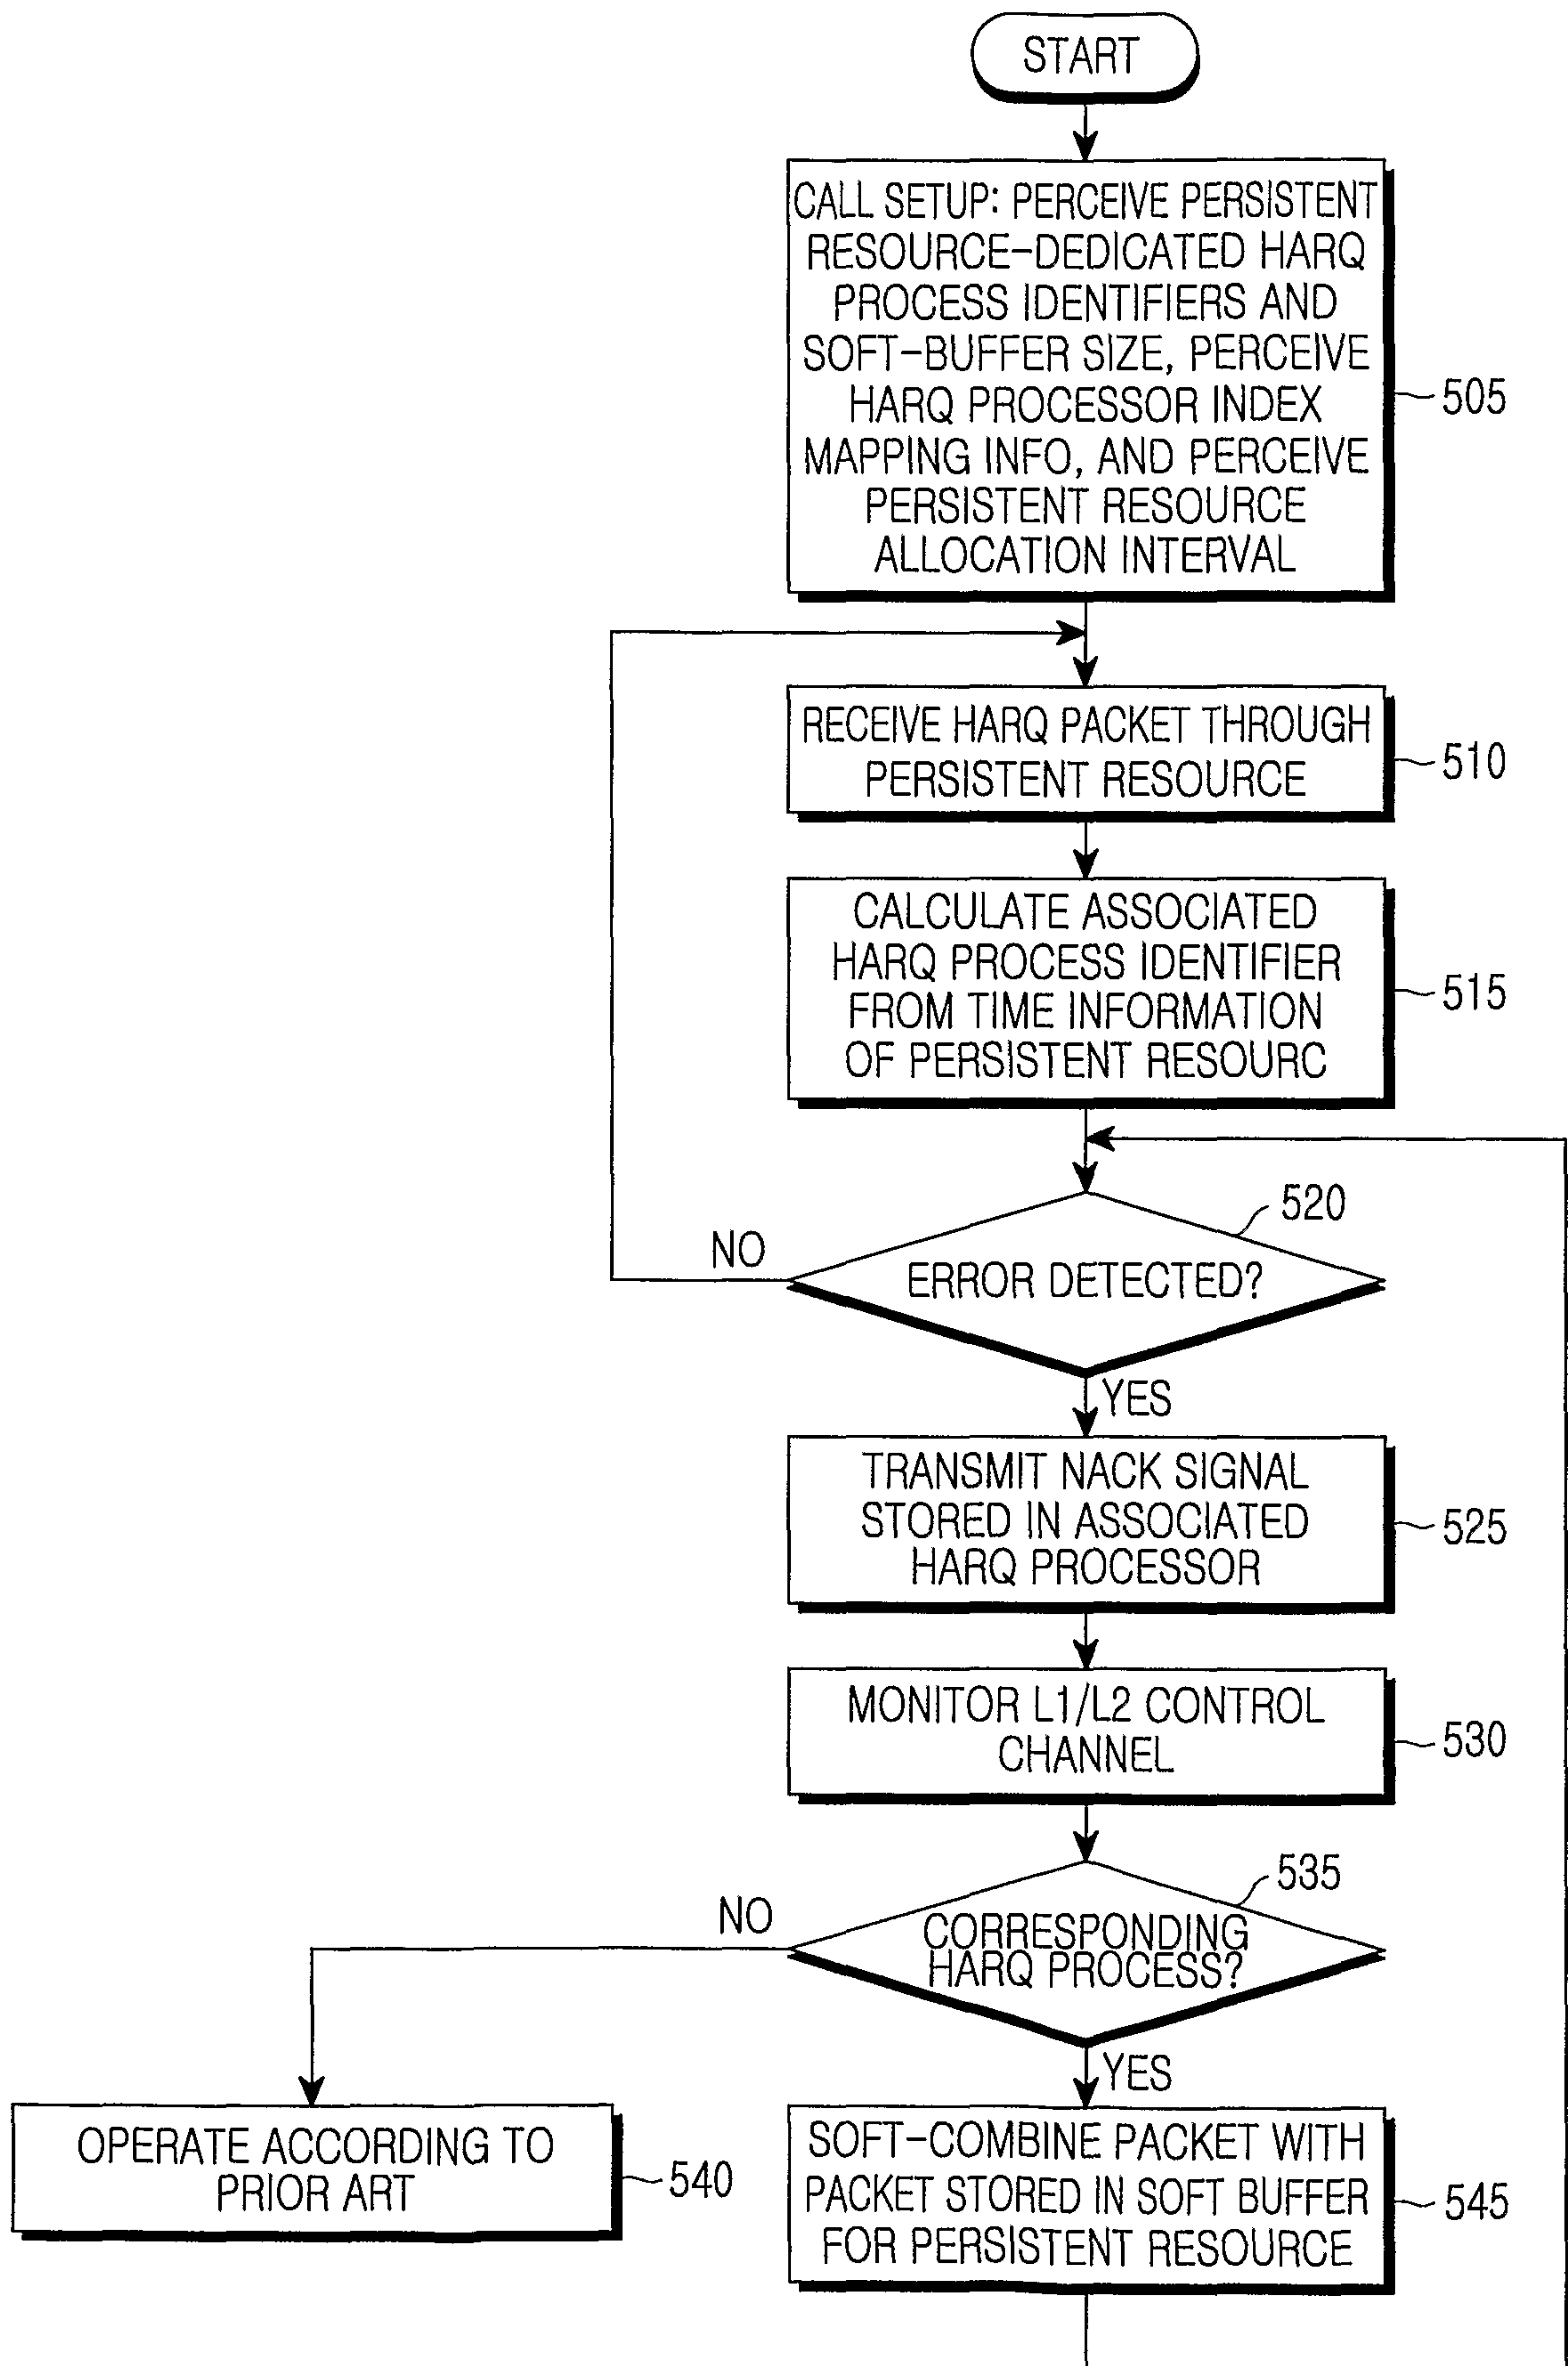 START
CALL SETUP: PERCEIVE PERSISTENT
RESOURCE-DEDICATED HARQ
PROCESS IDENTIFIERS AND
SOFT-BUFFER SIZE, PERCEIVE
HARQ PROCESSOR INDEX
MAPPING INFO, AND PERCEIVE
PERSISTENT RESOURCE
ALLOCATION INTERVAL
505
RECEIVE HARQ PACKET THROUGH
PERSISTENT RESOURCE
510
CALCULATE ASSOCIATED
HARQ PROCESS IDENTIFIER
FROM TIME INFORMATION
OF PERSISTENT RESOURC
515
520
NO
ERROR DETECTED?
YES
TRANSMIT NACK SIGNAL
STORED IN ASSOCIATED
HARQ PROCESSOR
525
MONITOR L1/L2 CONTROL
CHANNEL
530
535
NO
CORRESPONDING
HARQ PROCESS?
YES
OPERATE ACCORDING TO
PRIOR ART
540
SOFT-COMBINE PACKET WITH
PACKET STORED IN SOFT BUFFER
FOR PERSISTENT RESOURCE
545